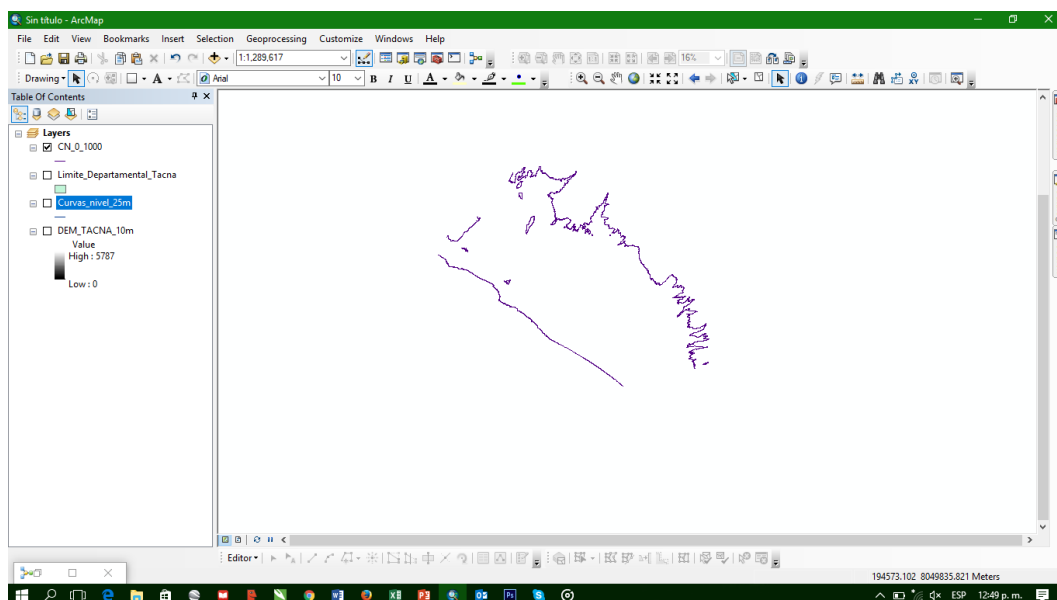 Sin título - ArcMap
File Edit View Bookmarks Insert Selection Geoprocessing Customize Windows Help
1:1,289,617
16%
Drawing
Arial
10
B I U A
Table Of Contents
Layers
CN_0_1000
Limite_Departamental_Tacna
Curvas_nivel_25m
DEM_TACNA_10m
Value
High : 5787
Low : 0
Editor
194573.102 8049835.821 Meters
ESP 12:49 p. m.